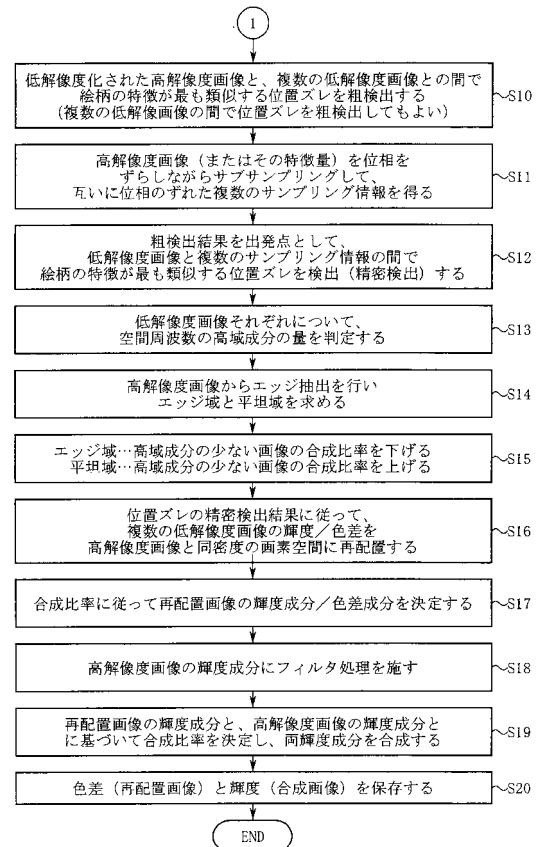 1
低解像度化された高解像度画像と、複数の低解像度画像との間で
絵柄の特徴が最も類似する位置ズレを粗検出する
(複数の低解像画像の間で位置ズレを粗検出してもよい)
~S10
高解像度画像(またはその特徴量)を位相を
ずらしながらサブサンプリングして、
互いに位相のずれた複数のサンプリング情報を得る
~S11
粗検出結果を出発点として、
低解像度画像と複数のサンプリング情報の間で
絵柄の特徴が最も類似する位置ズレを検出(精密検出)する
~S12
低解像度画像それぞれについて、
空間周波数の高域成分の量を判定する
~S13
高解像度画像からエッジ抽出を行い
エッジ域と平坦域を求める
~S14
エッジ域…高域成分の少ない画像の合成比率を下げる
平坦域…高域成分の少ない画像の合成比率を上げる
~S15
位置ズレの精密検出結果に従って、
複数の低解像度画像の輝度/色差を
高解像度画像と同密度の画素空間に再配置する
~S16
合成比率に従って再配置画像の輝度成分/色差成分を決定する
~S17
高解像度画像の輝度成分にフィルタ処理を施す
~S18
再配置画像の輝度成分と、高解像度画像の輝度成分と
に基づいて合成比率を決定し、両輝度成分を合成する
~S19
色差(再配置画像)と輝度(合成画像)を保存する
~S20
END